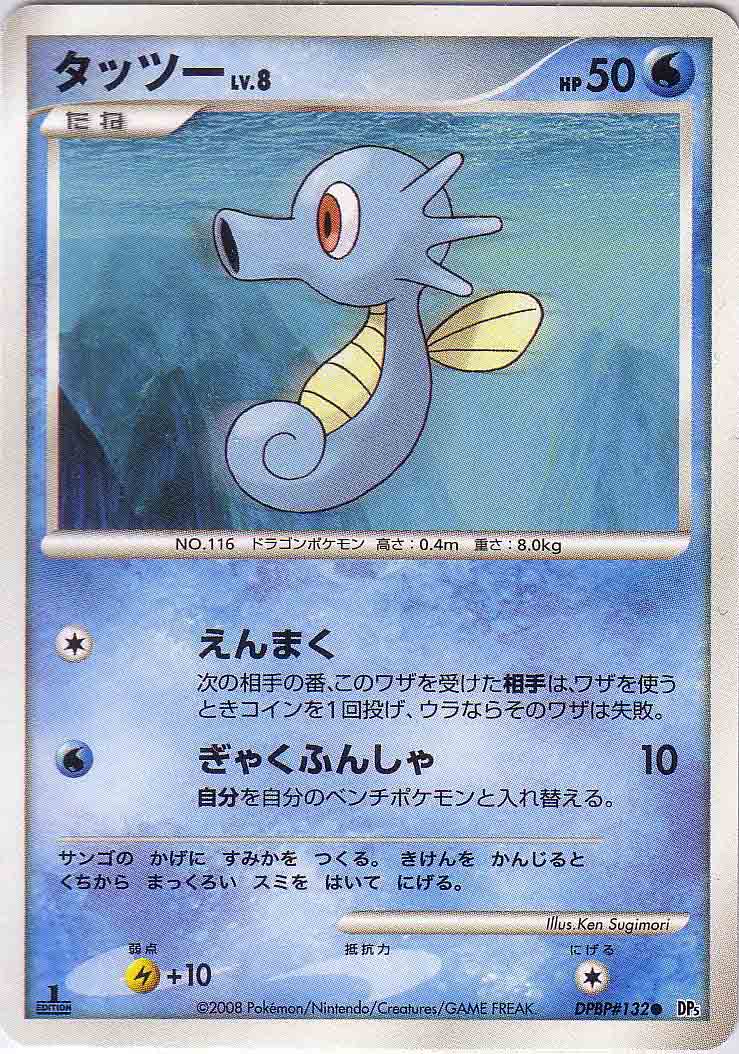 タッツー LV.8 HP 50
たね
NO.116 ドラゴンポケモン 高さ:0.4m 重さ:8.0kg
えんまく
次の相手の番、このワザを受けた相手は、ワザを使う
ときコインを1回投げ、ウラならそのワザは失敗。
ぎゃくふんしゃ 10
自分を自分のベンチポケモンと入れ替える。
サンゴの かげに すみかを つくる。 きけんを かんじると
くちから まっくろい スミを はいて にげる。
Illus.Ken Sugimori
弱点 抵抗力 にげる
+10
1
EDITION
©2008 Pokémon/Nintendo/Creatures/GAME FREAK.
DPBP#132 DP5